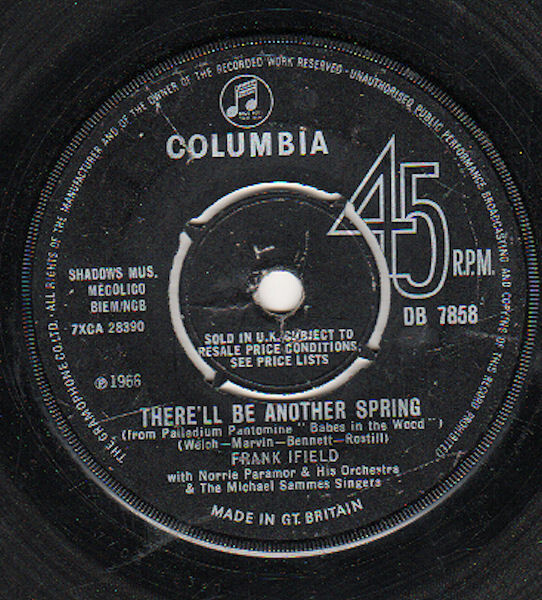 THE GRAMOPHONE CO. LTD. ALL RIGHTS OF THE MANUFACTURER AND OF THE OWNER OF THE RECORDED WORK RESERVED · UNAUTHORISED PUBLIC PERFORMANCE BROADCASTING AND COPYING OF THIS RECORD PROHIBITED
COLUMBIA
45
R.P.M.
SHADOWS MUS.
MECOLICO
BIEM/NCB
7XCA 28390
DB 7858
SOLD IN U.K. SUBJECT TO
RESALE PRICE CONDITIONS,
SEE PRICE LISTS
℗ 1966
THERE'LL BE ANOTHER SPRING
(from Palladium Pantomine "Babes in the Wood")
(Welch—Marvin—Bennett—Rostill)
FRANK IFIELD
with Norrie Paramor & His Orchestra
& The Michael Sammes Singers
MADE IN GT. BRITAIN